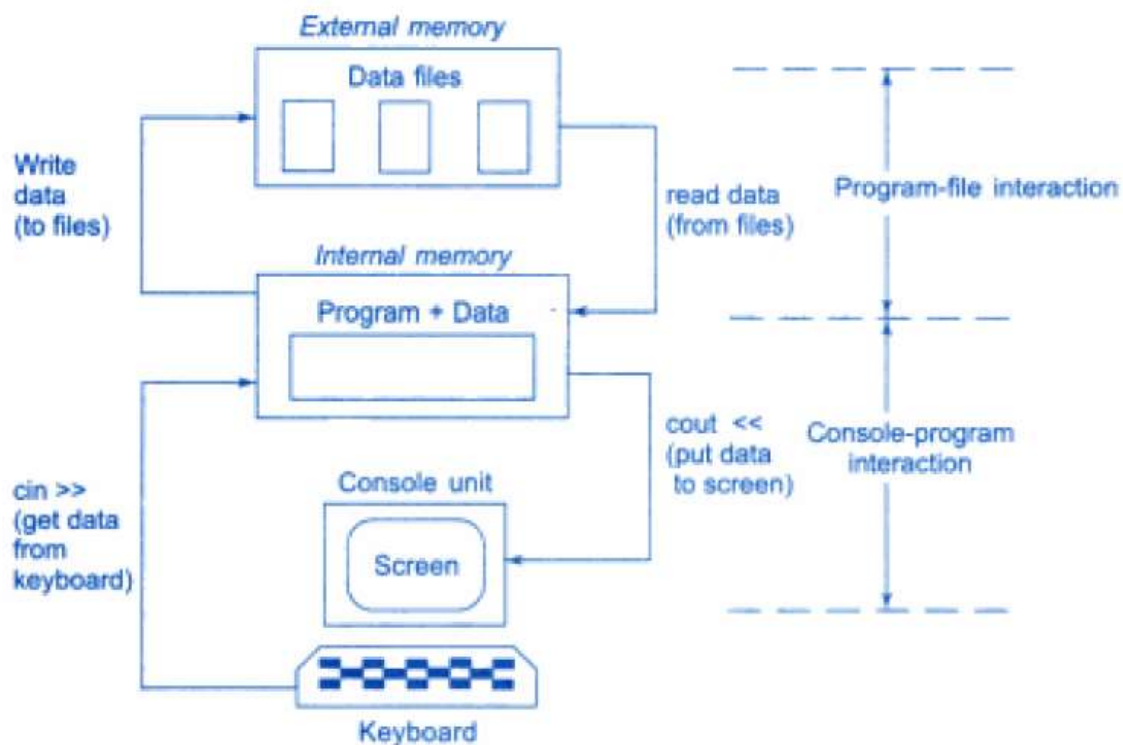 External memory
Data files
Write
data
(to files)
read data
(from files)
Program-file interaction
Internal memory
Program + Data
cout <<
(put data
to screen)
Console-program
interaction
cin >>
(get data
from
keyboard)
Console unit
Screen
Keyboard